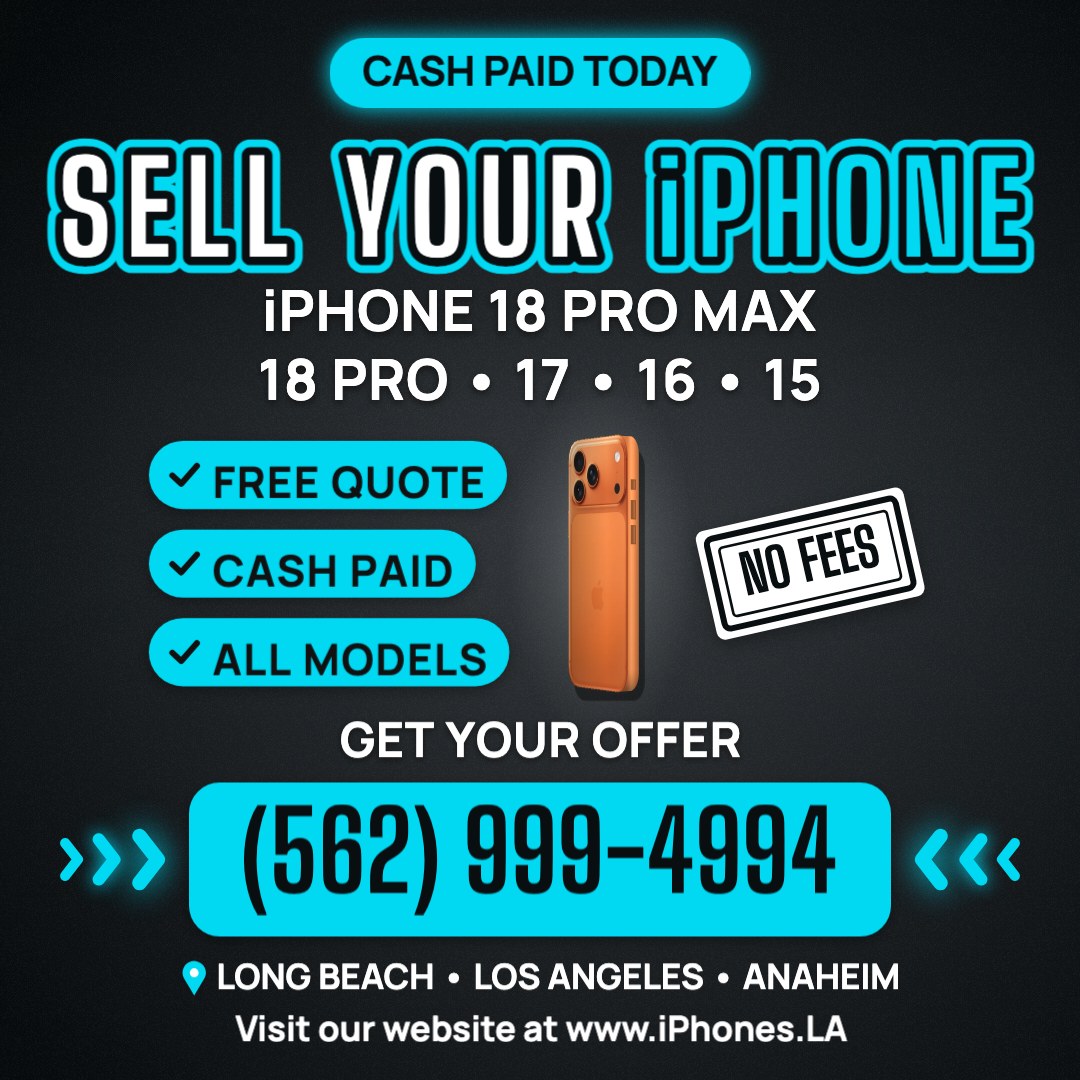 CASH PAID TODAY
SELL YOUR iPHONE
iPHONE 18 PRO MAX
18 PRO • 17 • 16 • 15
✓ FREE QUOTE
✓ CASH PAID
✓ ALL MODELS
NO FEES
GET YOUR OFFER
(562) 999-4994
LONG BEACH • LOS ANGELES • ANAHEIM
Visit our website at www.iPhones.LA